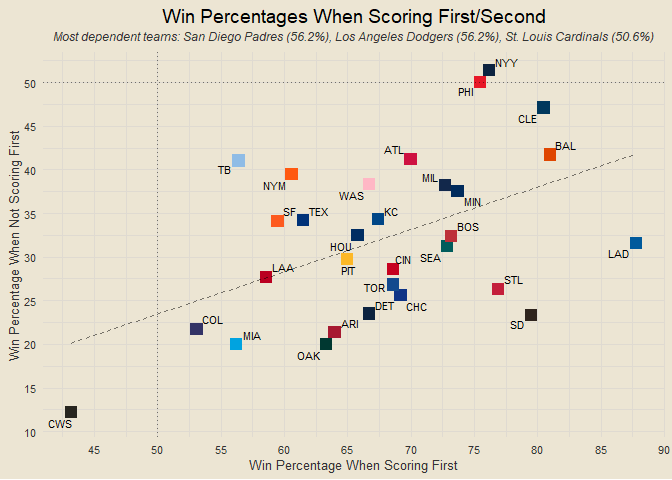 Win Percentages When Scoring First/Second
Most dependent teams: San Diego Padres (56.2%), Los Angeles Dodgers (56.2%), St. Louis Cardinals (50.6%)
Win Percentage When Not Scoring First
50
45
40
35
30
25
20
15
10
NYY
PHI
CLE
BAL
ATL
TB
NYM
WAS
MIL
MIN
SF
TEX
KC
BOS
HOU
SEA
LAD
PIT
CIN
LAA
TOR
STL
CHC
DET
SD
COL
ARI
MIA
OAK
CWS
45
50
55
60
65
70
75
80
85
90
Win Percentage When Scoring First